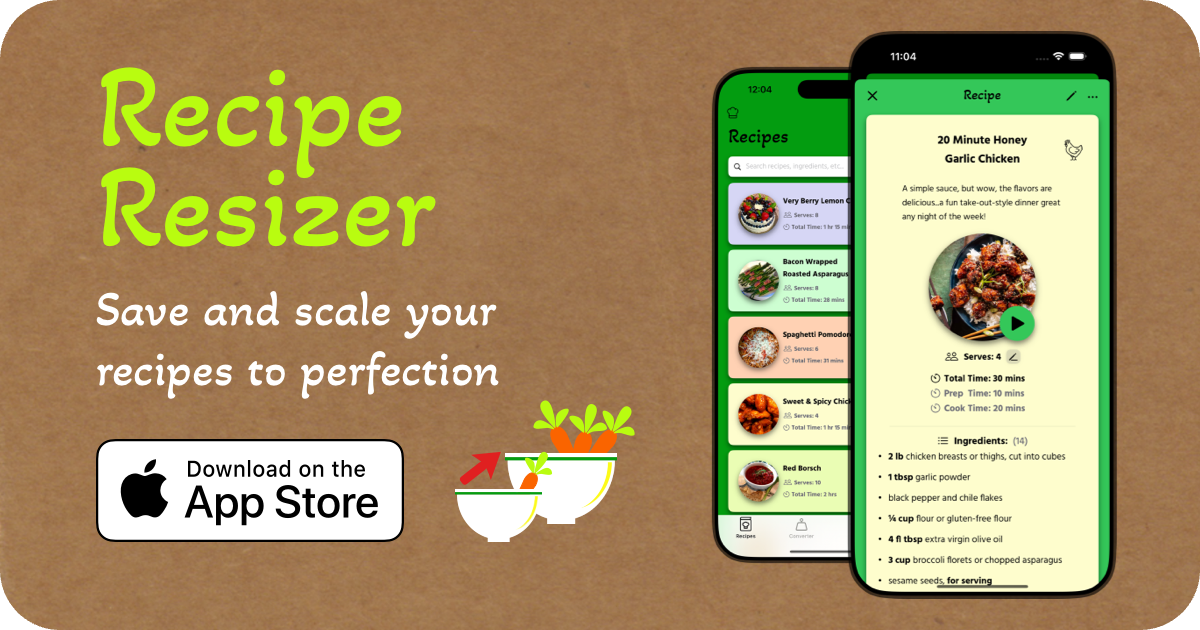 Recipe
Resizer
Save and scale your
recipes to perfection
Download on the
App Store
12:04
Recipes
Search recipes, ingredients, etc.
Very Berry Lemon C
Serves: 8
Total Time: 1 hr 15 min
Bacon Wrapped
Roasted Asparagus
Serves: 8
Total Time: 28 mins
Spaghetti Pomodoro
Serves: 6
Total Time: 31 mins
Sweet & Spicy Chick
Serves: 4
Total Time: 1 hr 15 min
Red Borsch
Serves: 10
Total Time: 2 hrs
Recipes
Converter
11:04
Recipe
20 Minute Honey
Garlic Chicken
A simple sauce, but wow, the flavors are
delicious...a fun take-out-style dinner great
any night of the week!
Serves: 4
Total Time: 30 mins
Prep Time: 10 mins
Cook Time: 20 mins
Ingredients: (14)
• 2 lb chicken breasts or thighs, cut into cubes
• 1 tbsp garlic powder
• black pepper and chile flakes
• cup flour or gluten-free flour
• 4 fl tbsp extra virgin olive oil
• 3 cup broccoli florets or chopped asparagus
• sesame seeds, for serving